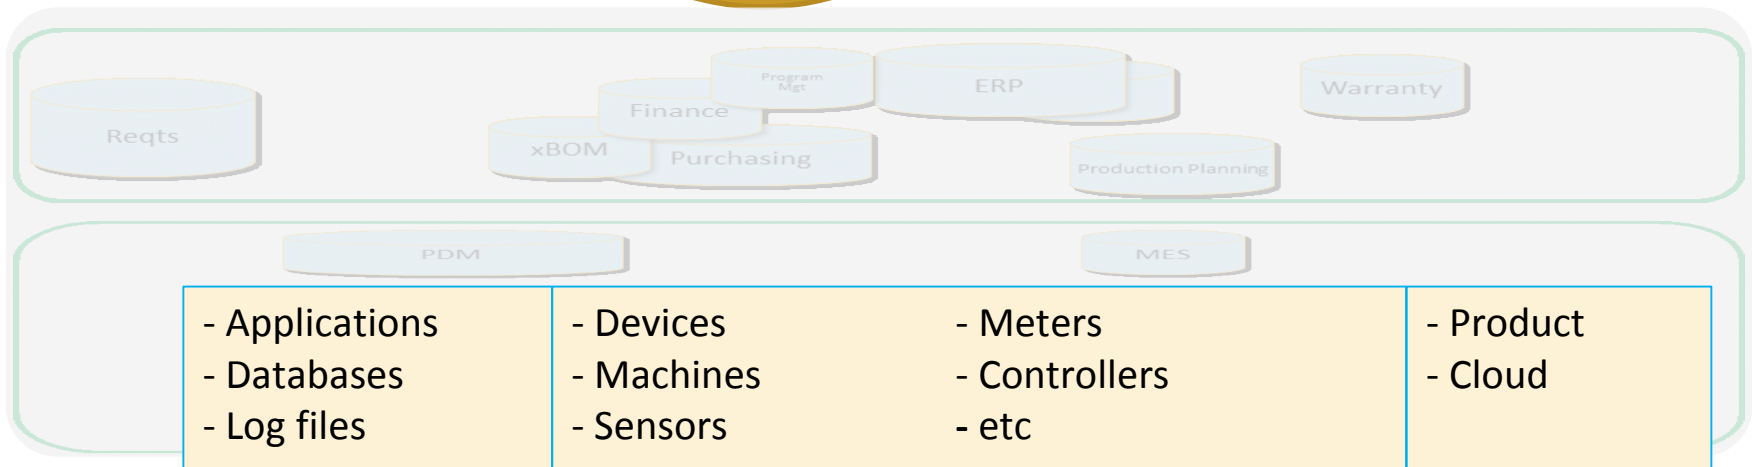 Program
Mgt
ERP
Warranty
Finance
Reqts
xBOM
Purchasing
Production Planning
PDM
MES
- Applications
- Databases
- Log files
- Devices
- Machines
- Sensors
- Meters
- Controllers
- etc
- Product
- Cloud